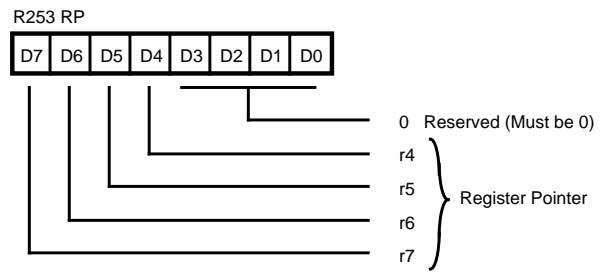 R253 RP
D7 D6 D5 D4 D3 D2 D1 D0
0 Reserved (Must be 0)
r4
r5
Register Pointer
r6
r7